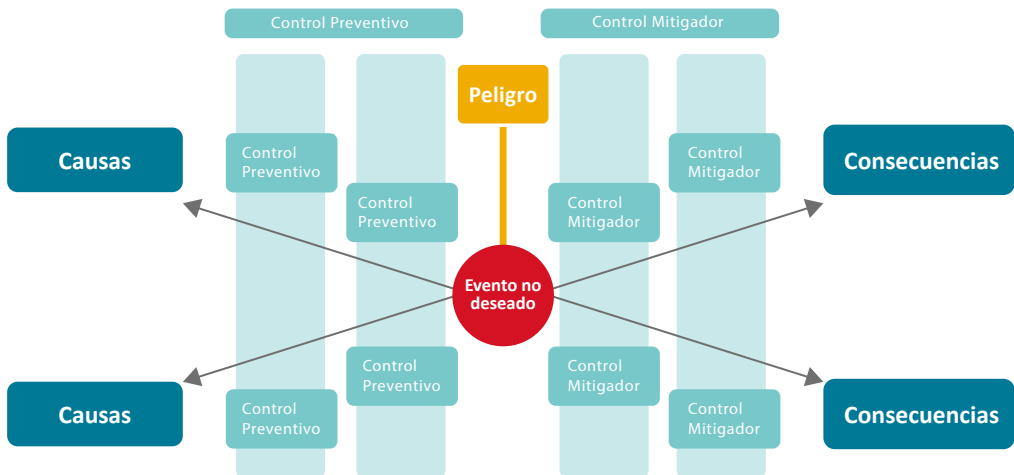 Control Preventivo
Control Mitigador
Peligro
Causas
Control
Preventivo
Control
Mitigador
Consecuencias
Control
Preventivo
Control
Mitigador
Evento no
deseado
Control
Preventivo
Control
Mitigador
Causas
Control
Preventivo
Control
Mitigador
Consecuencias